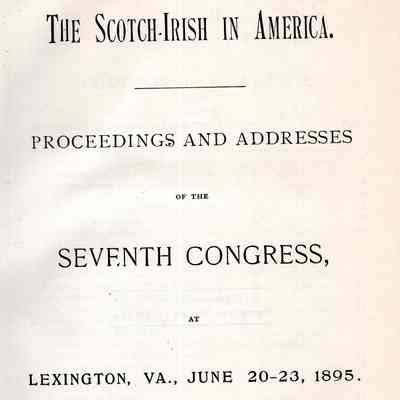 THE SCOTCH-IRISH IN AMERICA.
PROCEEDINGS AND ADDRESSES
OF THE
SEVENTH CONGRESS,
AT
LEXINGTON, VA., JUNE 20-23, 1895.